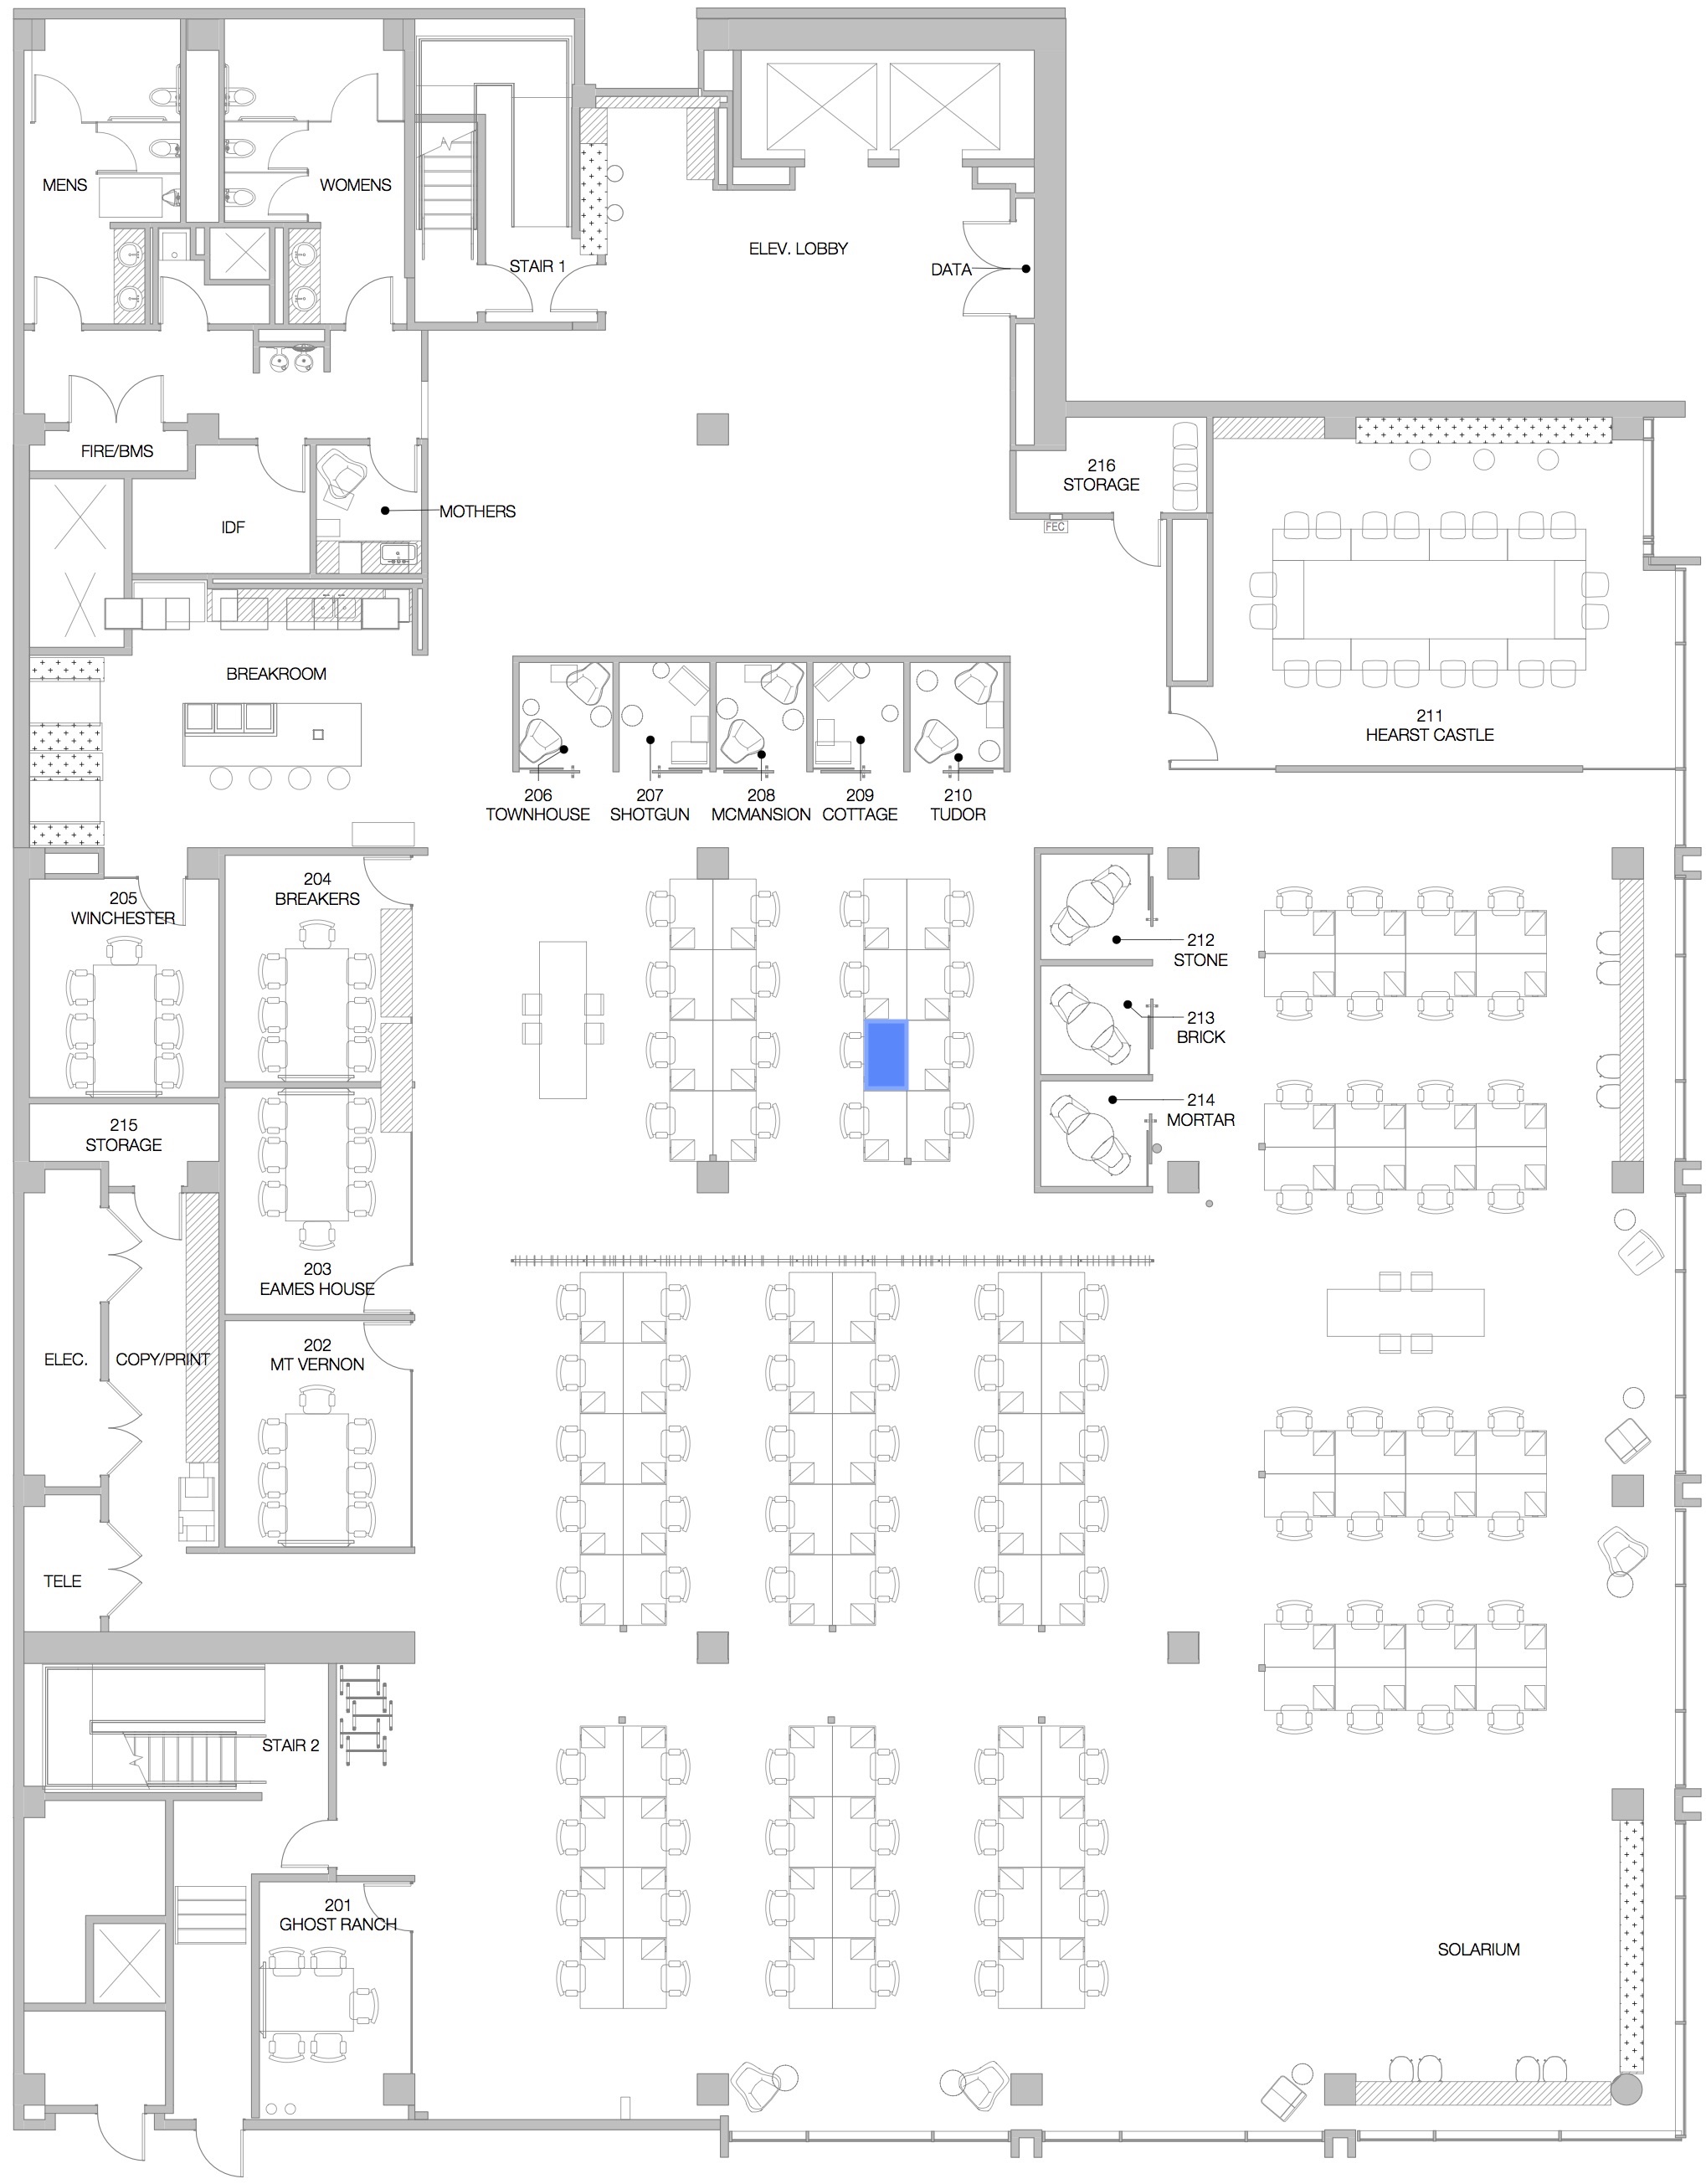 MENS
WOMENS
STAIR 1
ELEV. LOBBY
DATA
FIRE/BMS
IDF
MOTHERS
216
STORAGE
FEC
BREAKROOM
211
HEARST CASTLE
206
TOWNHOUSE
207
SHOTGUN
208
MCMANSION
209
COTTAGE
210
TUDOR
205
WINCHESTER
204
BREAKERS
212
STONE
213
BRICK
214
MORTAR
215
STORAGE
203
EAMES HOUSE
ELEC.
COPY/PRINT
202
MT VERNON
TELE
STAIR 2
201
GHOST RANCH
SOLARIUM